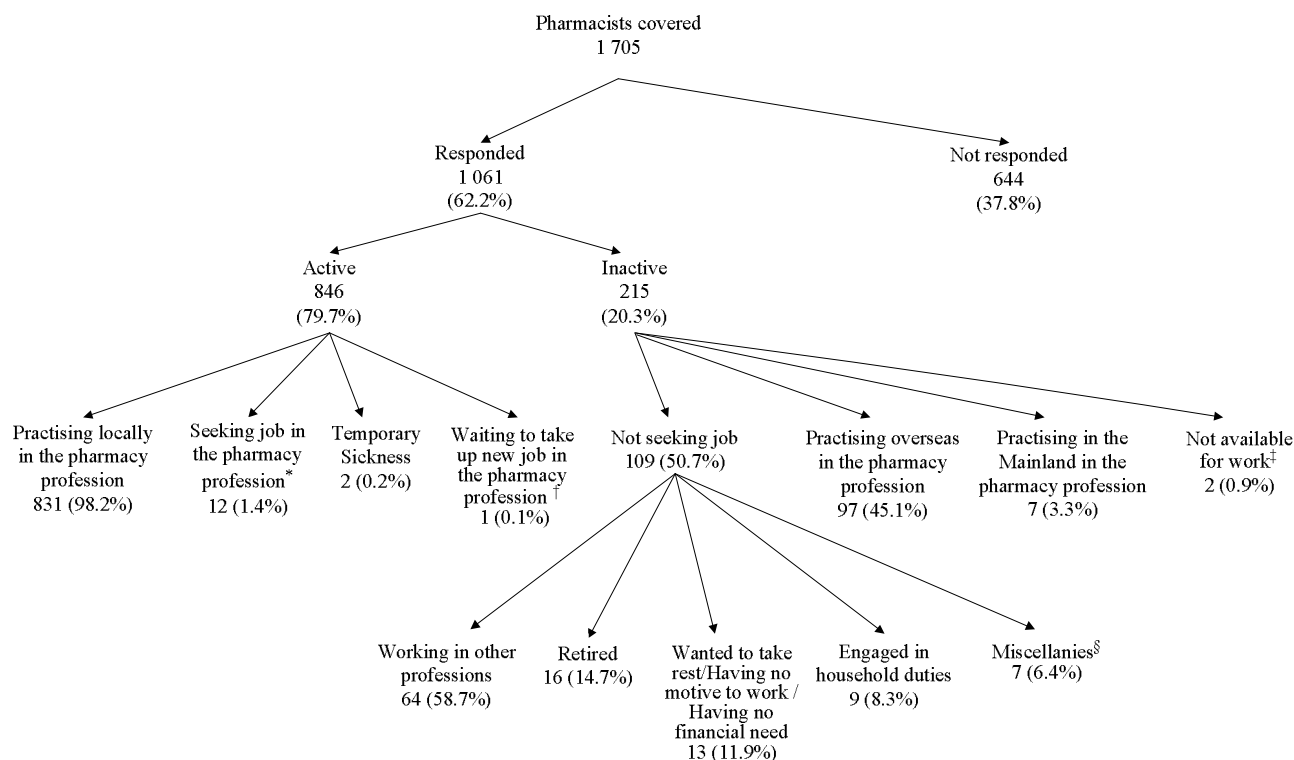 Pharmacists covered
1 705
Responded
1 061
(62.2%)
Not responded
644
(37.8%)
Active
846
(79.7%)
Inactive
215
(20.3%)
Practising locally
in the pharmacy
profession
831 (98.2%)
Seeking job in
the pharmacy
profession*
12 (1.4%)
Temporary
Sickness
2 (0.2%)
Waiting to take
up new job in
the pharmacy
profession †
1 (0.1%)
Not seeking job
109 (50.7%)
Practising overseas
in the pharmacy
profession
97 (45.1%)
Practising in the
Mainland in the
pharmacy profession
7 (3.3%)
Not available
for work‡
2 (0.9%)
Working in other
professions
64 (58.7%)
Retired
16 (14.7%)
Wanted to take
rest/Having no
motive to work /
Having no
financial need
13 (11.9%)
Engaged in
household duties
9 (8.3%)
Miscellanies§
7 (6.4%)